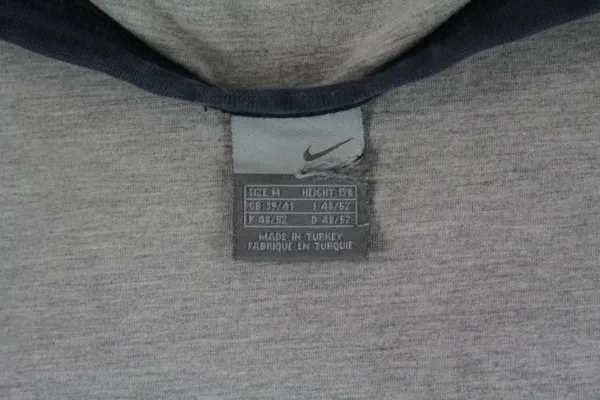 SIZE M HEIGHT 178
GB 39/41 I 48/52
F 48/52 D 48/52
MADE IN TURKEY
FABRIQUE EN TURQUIE